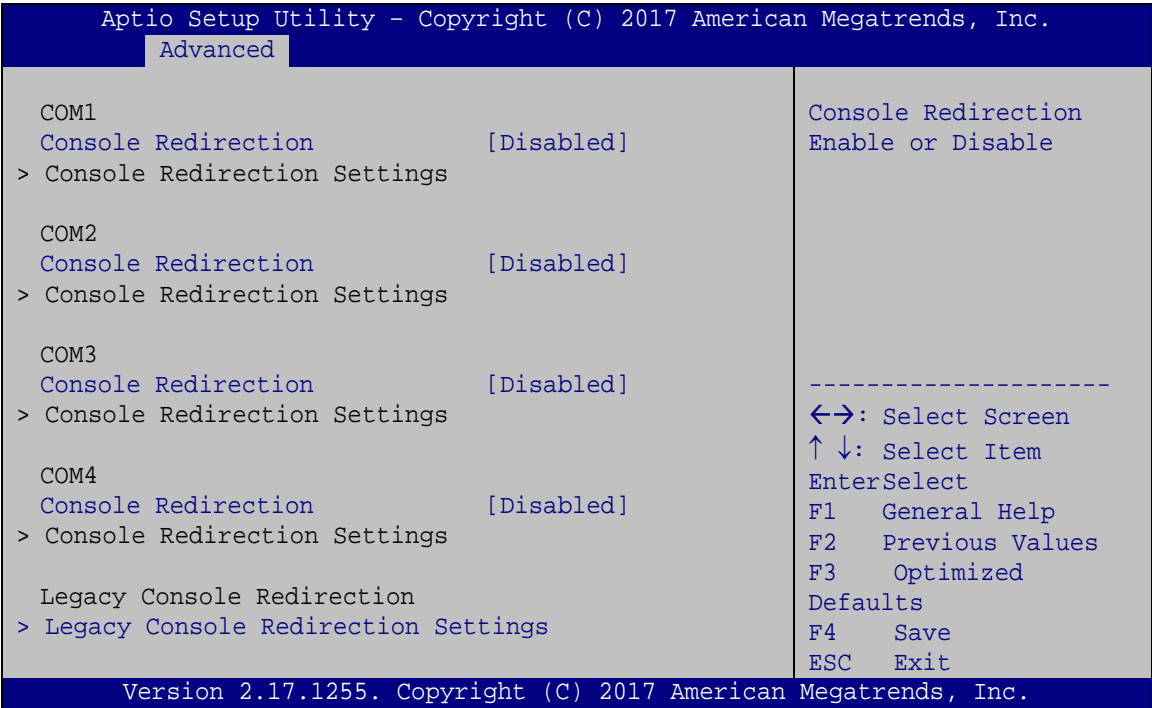 Aptio Setup Utility – Copyright (C) 2017 American Megatrends, Inc.
Advanced
COM1
Console Redirection [Disabled]
> Console Redirection Settings
COM2
Console Redirection [Disabled]
> Console Redirection Settings
COM3
Console Redirection [Disabled]
> Console Redirection Settings
COM4
Console Redirection [Disabled]
> Console Redirection Settings
Legacy Console Redirection
> Legacy Console Redirection Settings
Console Redirection
Enable or Disable
---------------------
←→: Select Screen
↑ ↓: Select Item
EnterSelect
F1 General Help
F2 Previous Values
F3 Optimized
Defaults
F4 Save
ESC Exit
Version 2.17.1255. Copyright (C) 2017 American Megatrends, Inc.